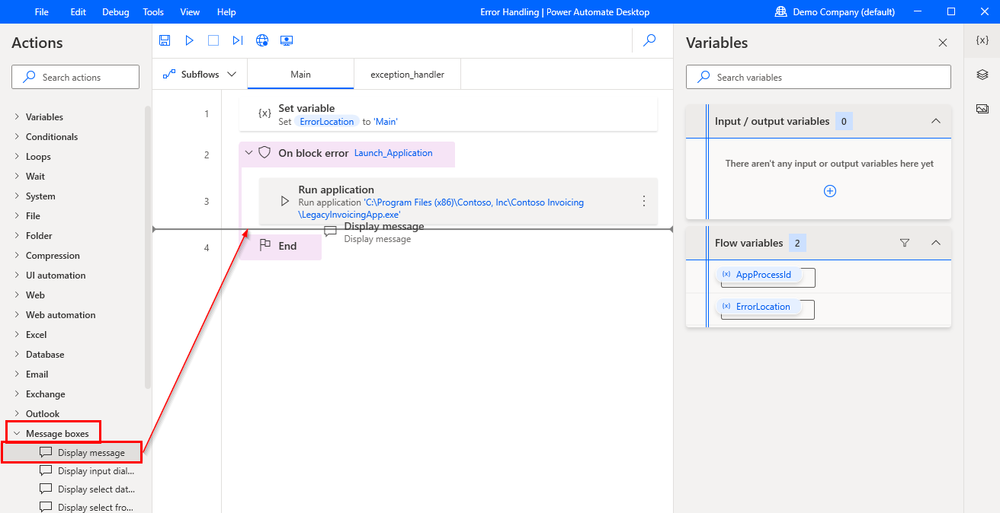 File Edit Debug Tools View Help Error Handling | Power Automate Desktop Demo Company (default)
Actions
Search actions
Variables
Conditionals
Loops
Wait
System
File
Folder
Compression
UI automation
Web
Web automation
Excel
Database
Email
Exchange
Outlook
Message boxes
Display message
Display input dial...
Display select dat...
Display select fro...
Subflows Main exception_handler
1 {x} Set variable
Set ErrorLocation to 'Main'
2 On block error Launch_Application
Run application
3 Run application 'C:\Program Files (x86)\Contoso, Inc\Contoso Invoicing
\LegacyInvoicingApp.exe'
Display message
Display message
4 End
Variables
{x}
Search variables
Input / output variables 0
There aren't any input or output variables here yet
Flow variables 2
(x) AppProcessId
(x) ErrorLocation